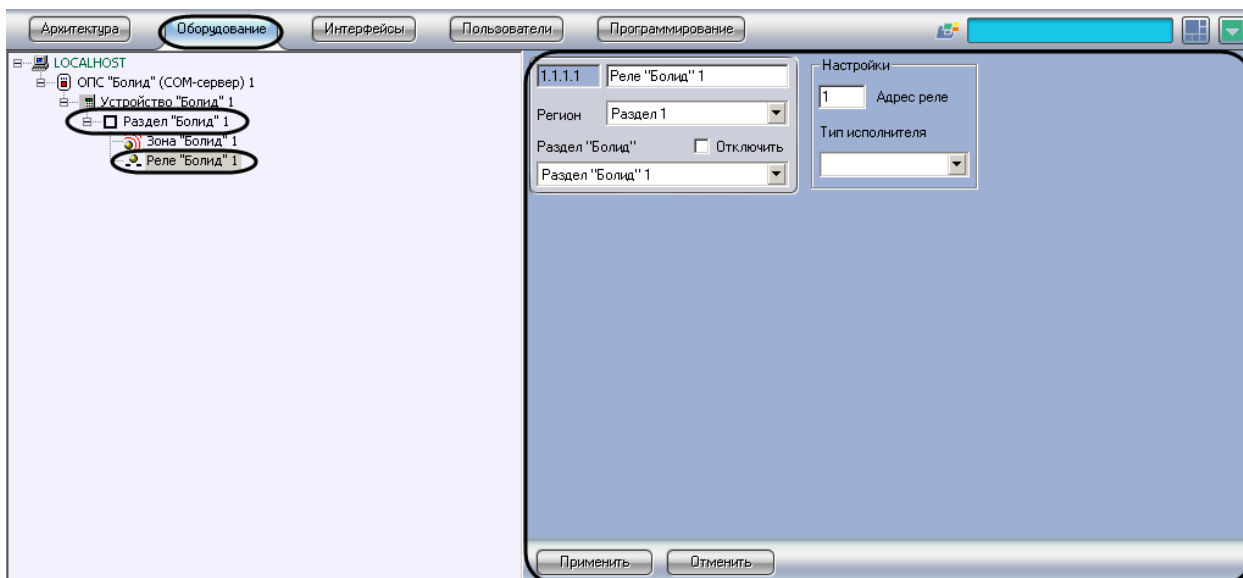 Архитектура Оборудование Интерфейсы Пользователи Программирование
LOCALHOST
ОПС "Болид" (COM-сервер) 1
Устройство "Болид" 1
Раздел "Болид" 1
Зона "Болид" 1
Реле "Болид" 1
1.1.1.1 Реле "Болид" 1
Регион Раздел 1
Раздел "Болид" Отключить
Раздел "Болид" 1
Настройки
1 Адрес реле
Тип исполнителя
Применить Отменить